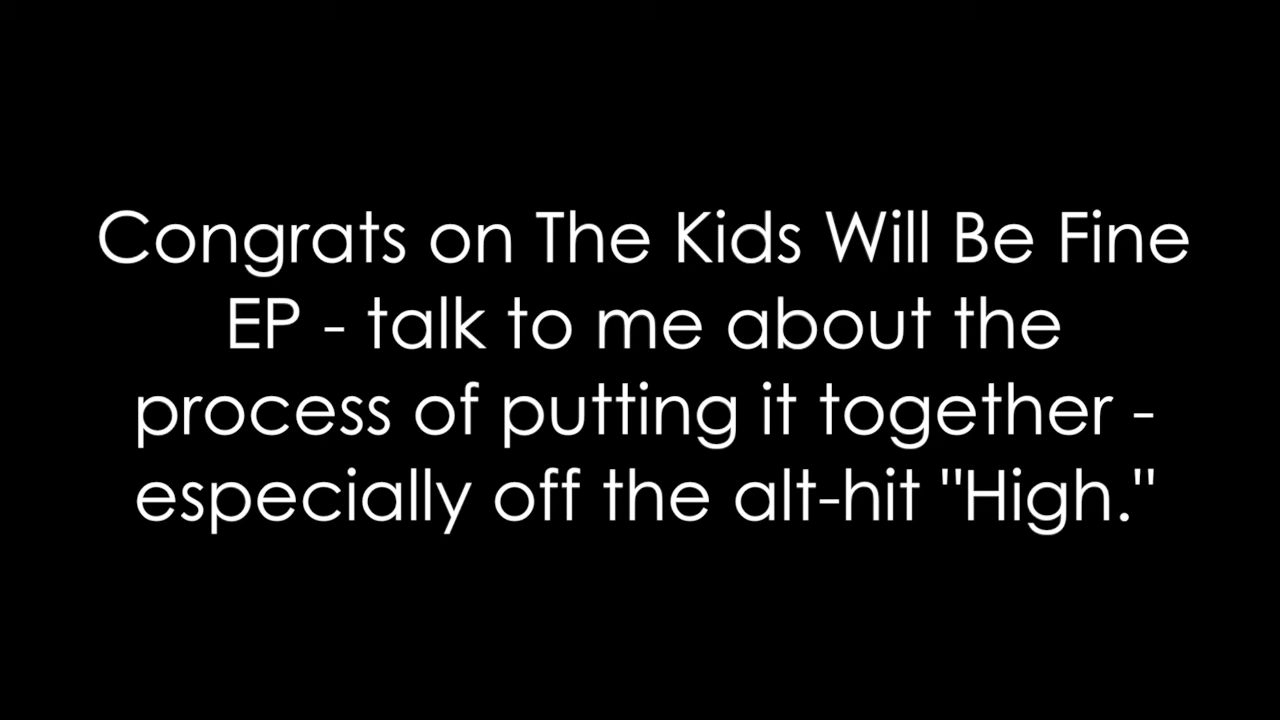 Congrats on The Kids Will Be Fine
EP - talk to me about the
process of putting it together -
especially off the alt-hit "High."